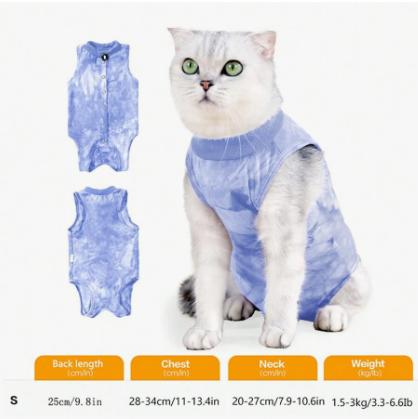 Back length Chest Neck Weight
(cm/in) (cm/in) (cm/in) (kg/lb)
S 25cm/9.8in 28-34cm/11-13.4in 20-27cm/7.9-10.6in 1.5-3kg/3.3-6.6lb